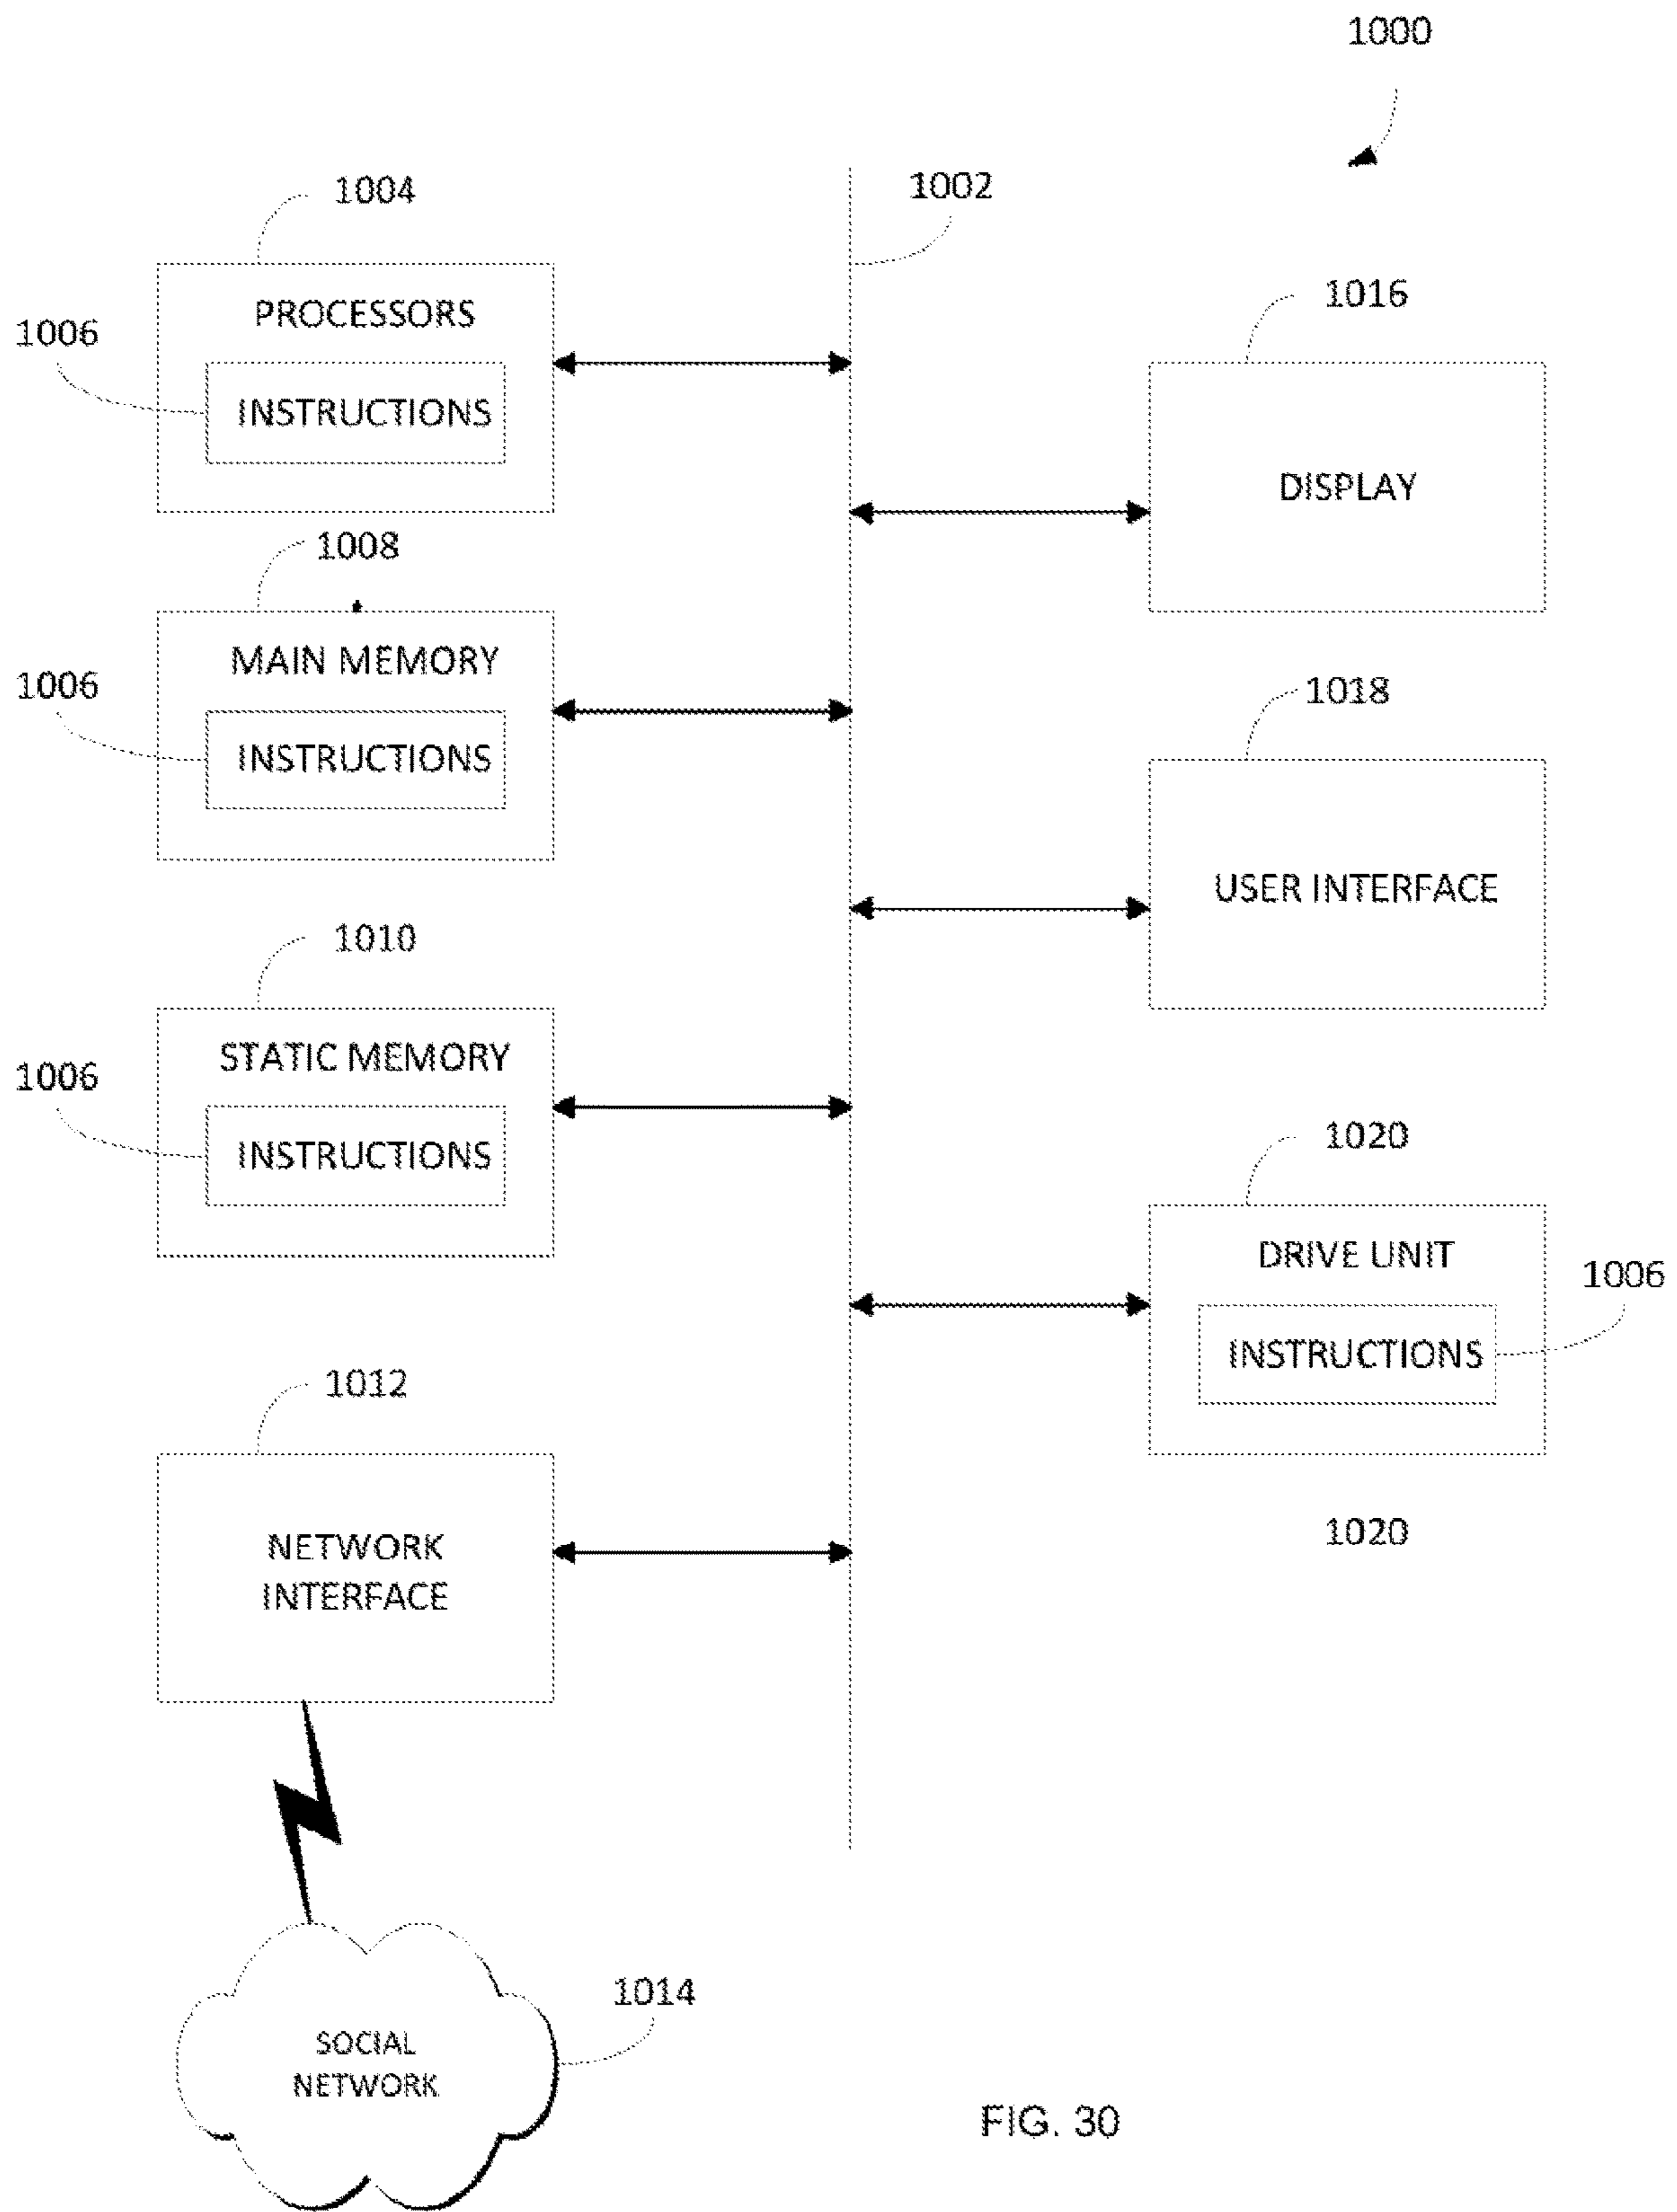 1000
1004
1002
PROCESSORS
1006
INSTRUCTIONS
1016
DISPLAY
1008
MAIN MEMORY
1006
INSTRUCTIONS
1018
USER INTERFACE
1010
STATIC MEMORY
1006
INSTRUCTIONS
1020
DRIVE UNIT
1006
INSTRUCTIONS
1012
NETWORK
INTERFACE
1020
1014
SOCIAL
NETWORK
FIG. 30